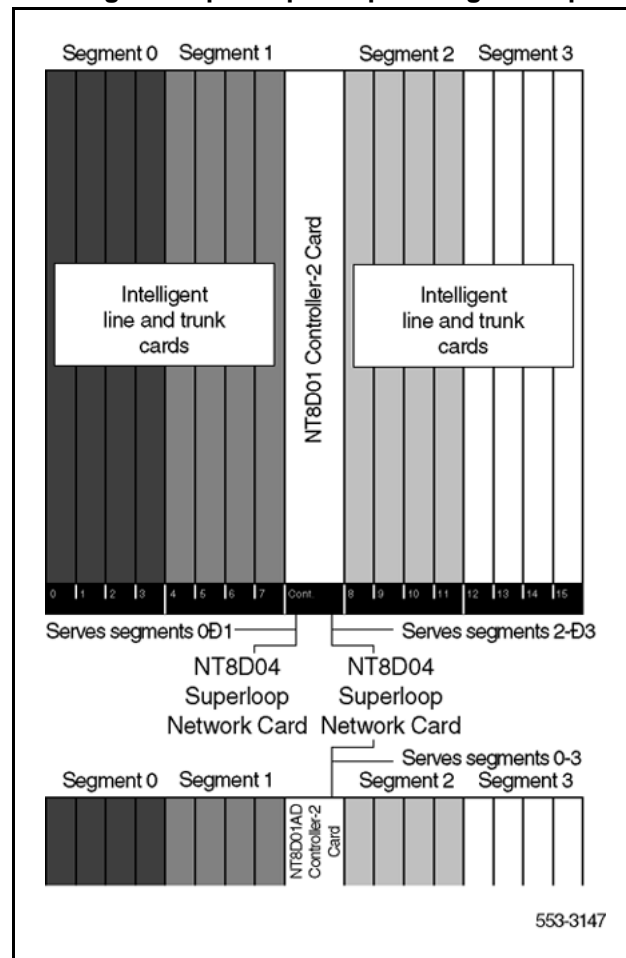 Segment 0 Segment 1 Segment 2 Segment 3
NT8D01 Controller-2 Card
Intelligent
line and trunk
cards
Intelligent
line and trunk
cards
0 1 2 3 4 5 6 7 Cont. 8 9 10 11 12 13 14 15
Serves segments 0Ð1 Serves segments 2-Ð3
NT8D04
Superloop
Network Card
NT8D04
Superloop
Network Card
Serves segments 0-3
Segment 0 Segment 1 Segment 2 Segment 3
NT8D01AD
Controller-2
Card
553-3147